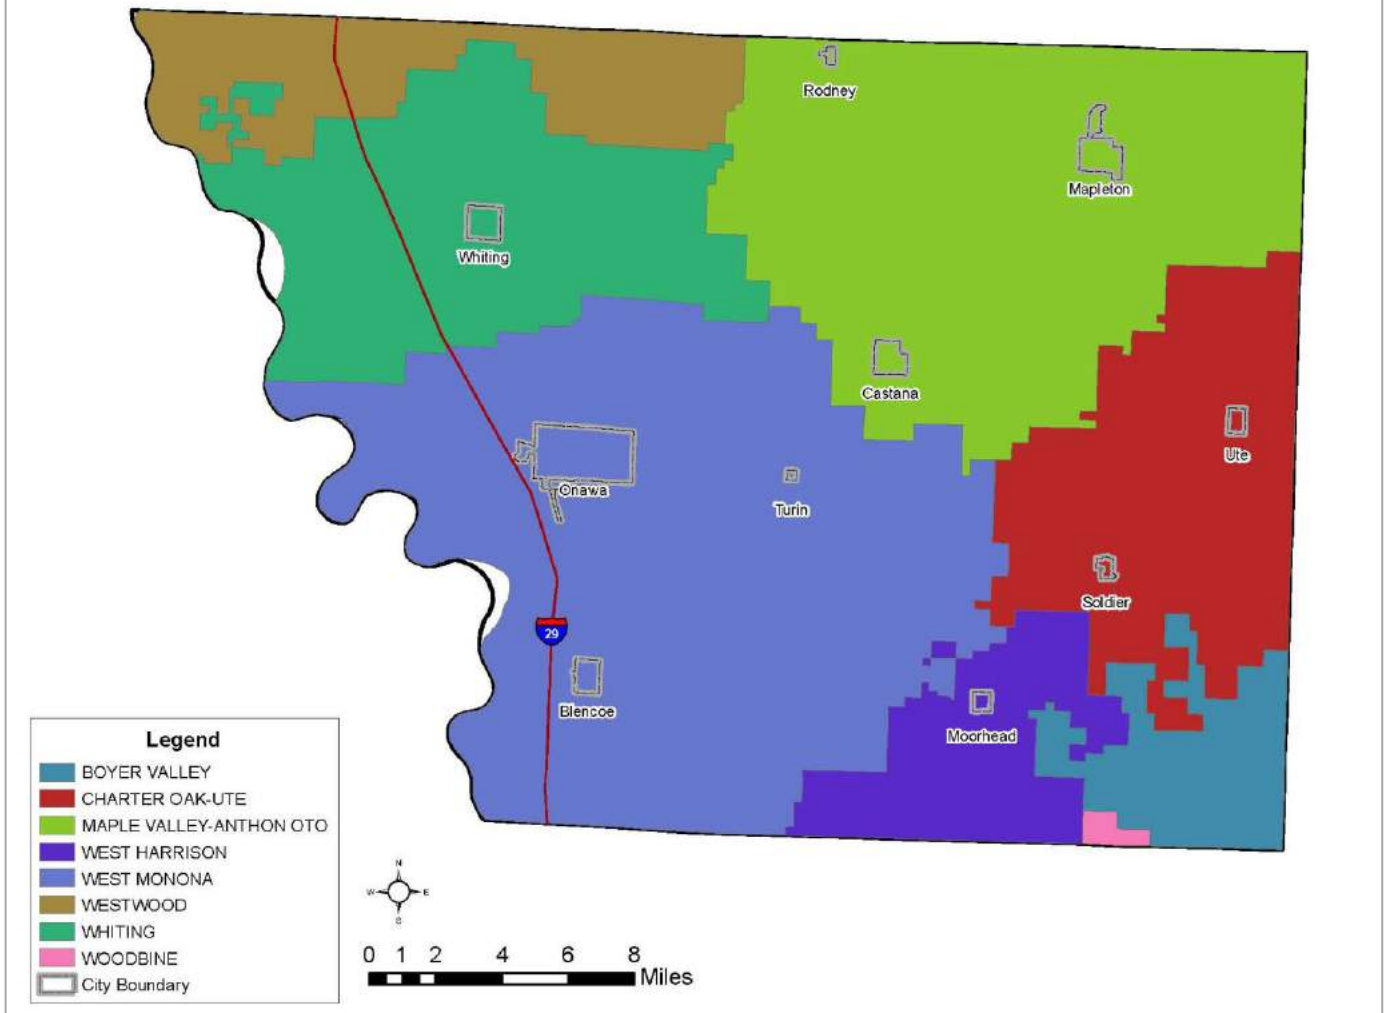 Rodney
Mapleton
Whiting
Castana
Ute
Onawa
Turin
Soldier
29
Blencoe
Moorhead
Legend
BOYER VALLEY
CHARTER OAK-UTE
MAPLE VALLEY-ANTHON OTO
WEST HARRISON
WEST MONONA
WESTWOOD
WHITING
WOODBINE
City Boundary
N
W E
S
0 1 2 4 6 8
Miles